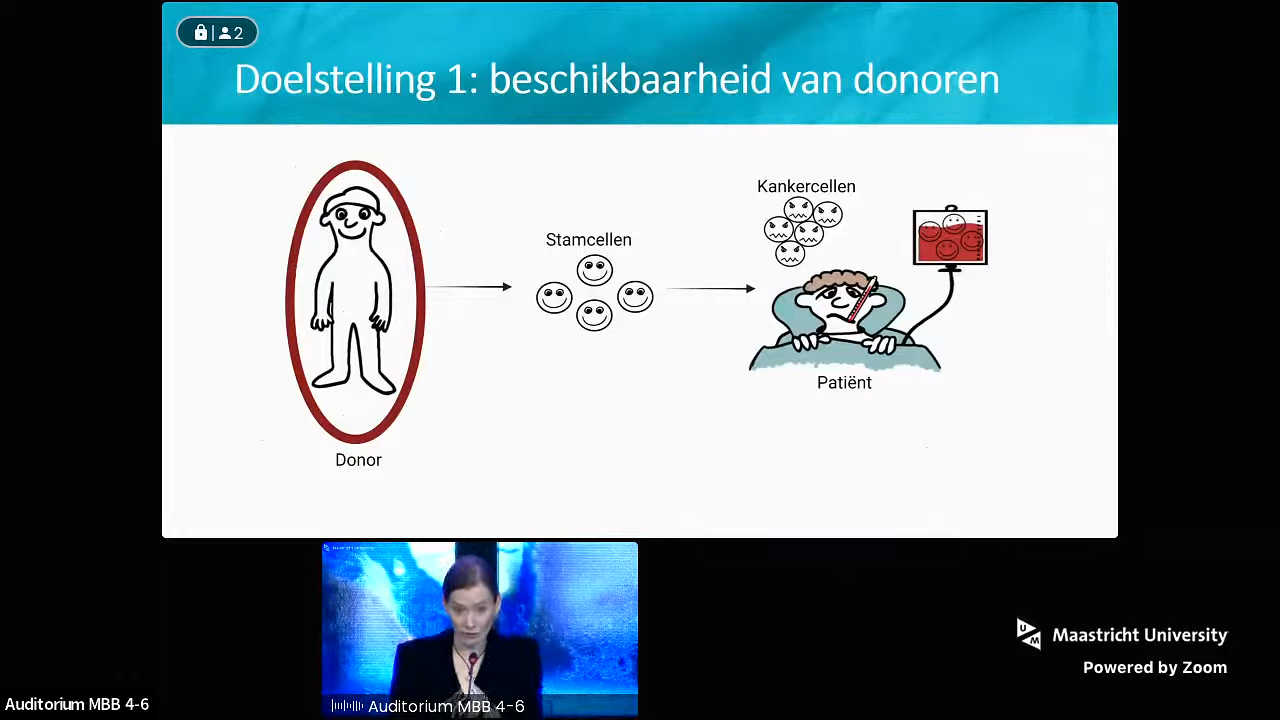 2
Doelstelling 1: beschikbaarheid van donoren
Kankercellen
Stamcellen
Patiënt
Donor
Maastricht University
Powered by Zoom
Auditorium MBB 4-6
Auditorium MBB 4-6